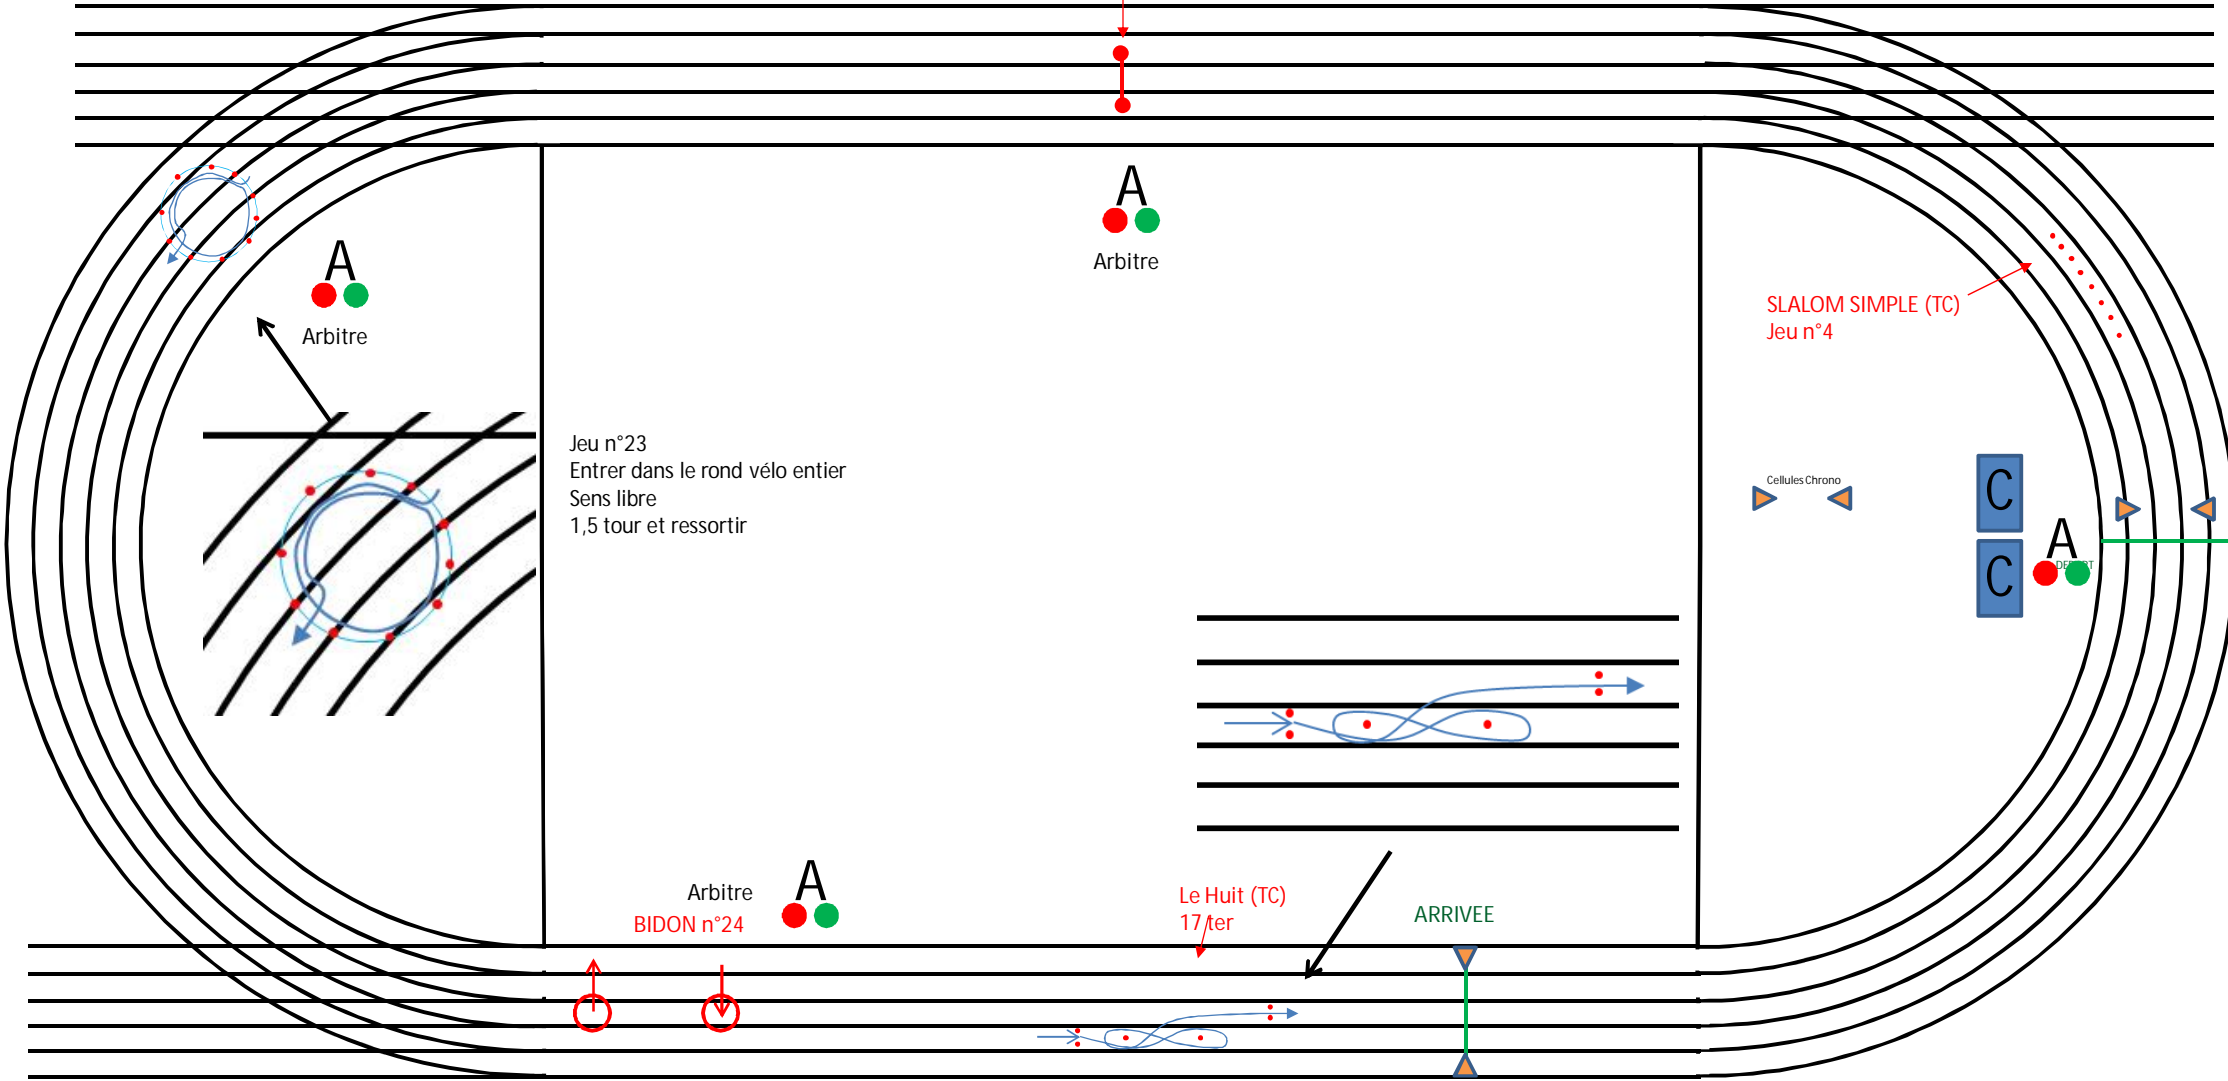 A
Arbitre
A
Arbitre
SLALOM SIMPLE (TC)
Jeu n°4
Jeu n°23
Entrer dans le rond vélo entier
Sens libre
1,5 tour et ressortir
Cellules Chrono
C
A
C
Arbitre
A
BIDON n°24
Le Huit (TC)
17 ter
ARRIVEE